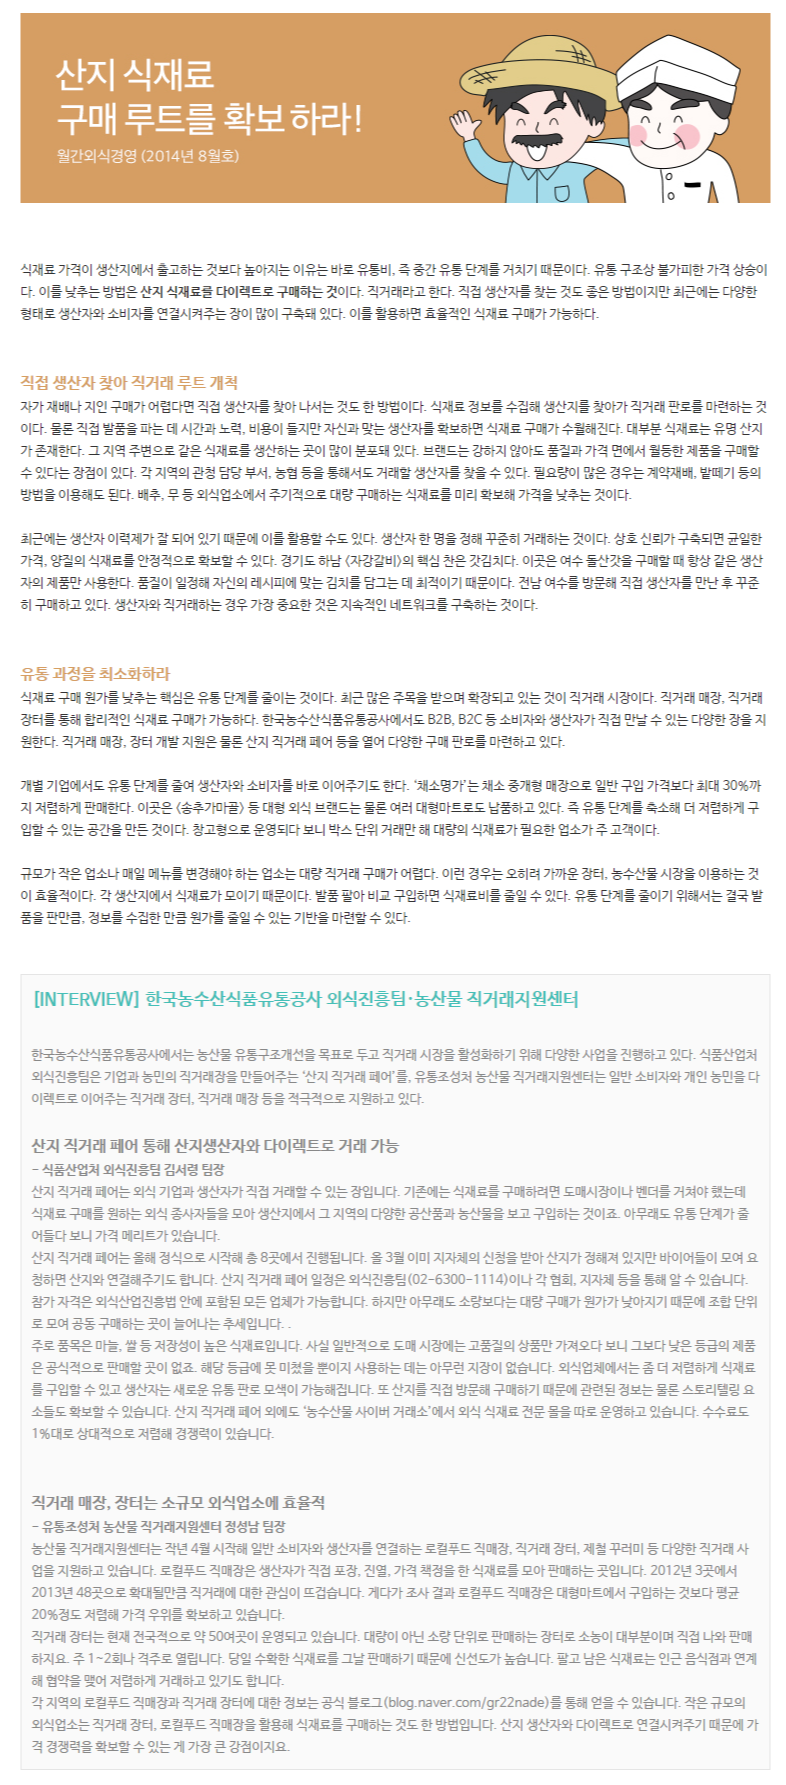 산지 식재료
구매 루트를 확보 하라!
월간외식경영 (2014년 8월호)
식재료 가격이 생산지에서 출고하는 것보다 높아지는 이유는 바로 유통비, 즉 중간 유통 단계를 거치기 때문이다. 유통 구조상 불가피한 가격 상승이
다. 이를 낮추는 방법은 산지 식재료를 다이렉트로 구매하는 것이다. 직거래라고 한다. 직접 생산자를 찾는 것도 좋은 방법이지만 최근에는 다양한
형태로 생산자와 소비자를 연결시켜주는 장이 많이 구축돼 있다. 이를 활용하면 효율적인 식재료 구매가 가능하다.
직접 생산자 찾아 직거래 루트 개척
자가 재배나 지인 구매가 어렵다면 직접 생산자를 찾아 나서는 것도 한 방법이다. 식재료 정보를 수집해 생산지를 찾아가 직거래 판로를 마련하는 것
이다. 물론 직접 발품을 파는 데 시간과 노력, 비용이 들지만 자신과 맞는 생산자를 확보하면 식재료 구매가 수월해진다. 대부분 식재료는 유명 산지
가 존재한다. 그 지역 주변으로 같은 식재료를 생산하는 곳이 많이 분포돼 있다. 브랜드는 강하지 않아도 품질과 가격 면에서 월등한 제품을 구매할
수 있다는 장점이 있다. 각 지역의 관청 담당 부서, 농협 등을 통해서도 거래할 생산자를 찾을 수 있다. 필요량이 많은 경우는 계약재배, 밭떼기 등의
방법을 이용해도 된다. 배추, 무 등 외식업소에서 주기적으로 대량 구매하는 식재료를 미리 확보해 가격을 낮추는 것이다.
최근에는 생산자 이력제가 잘 되어 있기 때문에 이를 활용할 수도 있다. 생산자 한 명을 정해 꾸준히 거래하는 것이다. 상호 신뢰가 구축되면 균일한
가격, 양질의 식재료를 안정적으로 확보할 수 있다. 경기도 하남 〈자강갈비〉의 핵심 찬은 갓김치다. 이곳은 여수 돌산갓을 구매할 때 항상 같은 생산
자의 제품만 사용한다. 품질이 일정해 자신의 레시피에 맞는 김치를 담그는 데 최적이기 때문이다. 전남 여수를 방문해 직접 생산자를 만난 후 꾸준
히 구매하고 있다. 생산자와 직거래하는 경우 가장 중요한 것은 지속적인 네트워크를 구축하는 것이다.
유통 과정을 최소화하라
식재료 구매 원가를 낮추는 핵심은 유통 단계를 줄이는 것이다. 최근 많은 주목을 받으며 확장되고 있는 것이 직거래 시장이다. 직거래 매장, 직거래
장터를 통해 합리적인 식재료 구매가 가능하다. 한국농수산식품유통공사에서도 B2B, B2C 등 소비자와 생산자가 직접 만날 수 있는 다양한 장을 지
원한다. 직거래 매장, 장터 개발 지원은 물론 산지 직거래 페어 등을 열어 다양한 구매 판로를 마련하고 있다.
개별 기업에서도 유통 단계를 줄여 생산자와 소비자를 바로 이어주기도 한다. ‘채소명가’는 채소 중개형 매장으로 일반 구입 가격보다 최대 30%까
지 저렴하게 판매한다. 이곳은 〈송추가마골〉 등 대형 외식 브랜드는 물론 여러 대형마트로도 납품하고 있다. 즉 유통 단계를 축소해 더 저렴하게 구
입할 수 있는 공간을 만든 것이다. 창고형으로 운영되다 보니 박스 단위 거래만 해 대량의 식재료가 필요한 업소가 주 고객이다.
규모가 작은 업소나 매일 메뉴를 변경해야 하는 업소는 대량 직거래 구매가 어렵다. 이런 경우는 오히려 가까운 장터, 농수산물 시장을 이용하는 것
이 효율적이다. 각 생산지에서 식재료가 모이기 때문이다. 발품 팔아 비교 구입하면 식재료비를 줄일 수 있다. 유통 단계를 줄이기 위해서는 결국 발
품을 판만큼, 정보를 수집한 만큼 원가를 줄일 수 있는 기반을 마련할 수 있다.
[INTERVIEW] 한국농수산식품유통공사 외식진흥팀·농산물 직거래지원센터
한국농수산식품유통공사에서는 농산물 유통구조개선을 목표로 두고 직거래 시장을 활성화하기 위해 다양한 사업을 진행하고 있다. 식품산업처
외식진흥팀은 기업과 농민의 직거래장을 만들어주는 ‘산지 직거래 페어’를, 유통조성처 농산물 직거래지원센터는 일반 소비자와 개인 농민을 다
이렉트로 이어주는 직거래 장터, 직거래 매장 등을 적극적으로 지원하고 있다.
산지 직거래 페어 통해 산지생산자와 다이렉트로 거래 가능
- 식품산업처 외식진흥팀 김서령 팀장
산지 직거래 페어는 외식 기업과 생산자가 직접 거래할 수 있는 장입니다. 기존에는 식재료를 구매하려면 도매시장이나 벤더를 거쳐야 했는데
식재료 구매를 원하는 외식 종사자들을 모아 생산지에서 그 지역의 다양한 공산품과 농산물을 보고 구입하는 것이죠. 아무래도 유통 단계가 줄
어들다 보니 가격 메리트가 있습니다.
산지 직거래 페어는 올해 정식으로 시작해 총 8곳에서 진행됩니다. 올 3월 이미 지자체의 신청을 받아 산지가 정해져 있지만 바이어들이 모여 요
청하면 산지와 연결해주기도 합니다. 산지 직거래 페어 일정은 외식진흥팀(02-6300-1114)이나 각 협회, 지자체 등을 통해 알 수 있습니다.
참가 자격은 외식산업진흥법 안에 포함된 모든 업체가 가능합니다. 하지만 아무래도 소량보다는 대량 구매가 원가가 낮아지기 때문에 조합 단위
로 모여 공동 구매하는 곳이 늘어나는 추세입니다. .
주로 품목은 마늘, 쌀 등 저장성이 높은 식재료입니다. 사실 일반적으로 도매 시장에는 고품질의 상품만 가져오다 보니 그보다 낮은 등급의 제품
은 공식적으로 판매할 곳이 없죠. 해당 등급에 못 미쳤을 뿐이지 사용하는 데는 아무런 지장이 없습니다. 외식업체에서는 좀 더 저렴하게 식재료
를 구입할 수 있고 생산자는 새로운 유통 판로 모색이 가능해집니다. 또 산지를 직접 방문해 구매하기 때문에 관련된 정보는 물론 스토리텔링 요
소들도 확보할 수 있습니다. 산지 직거래 페어 외에도 ‘농수산물 사이버 거래소’에서 외식 식재료 전문 몰을 따로 운영하고 있습니다. 수수료도
1%대로 상대적으로 저렴해 경쟁력이 있습니다.
직거래 매장, 장터는 소규모 외식업소에 효율적
- 유통조성처 농산물 직거래지원센터 정성남 팀장
농산물 직거래지원센터는 작년 4월 시작해 일반 소비자와 생산자를 연결하는 로컬푸드 직매장, 직거래 장터, 제철 꾸러미 등 다양한 직거래 사
업을 지원하고 있습니다. 로컬푸드 직매장은 생산자가 직접 포장, 진열, 가격 책정을 한 식재료를 모아 판매하는 곳입니다. 2012년 3곳에서
2013년 48곳으로 확대될만큼 직거래에 대한 관심이 뜨겁습니다. 게다가 조사 결과 로컬푸드 직매장은 대형마트에서 구입하는 것보다 평균
20%정도 저렴해 가격 우위를 확보하고 있습니다.
직거래 장터는 현재 전국적으로 약 50여곳이 운영되고 있습니다. 대량이 아닌 소량 단위로 판매하는 장터로 소농이 대부분이며 직접 나와 판매
하지요. 주 1~2회나 격주로 열립니다. 당일 수확한 식재료를 그날 판매하기 때문에 신선도가 높습니다. 팔고 남은 식재료는 인근 음식점과 연계
해 협약을 맺어 저렴하게 거래하고 있기도 합니다.
각 지역의 로컬푸드 직매장과 직거래 장터에 대한 정보는 공식 블로그(blog.naver.com/gr22nade)를 통해 얻을 수 있습니다. 작은 규모의
외식업소는 직거래 장터, 로컬푸드 직매장을 활용해 식재료를 구매하는 것도 한 방법입니다. 산지 생산자와 다이렉트로 연결시켜주기 때문에 가
격 경쟁력을 확보할 수 있는 게 가장 큰 강점이지요.